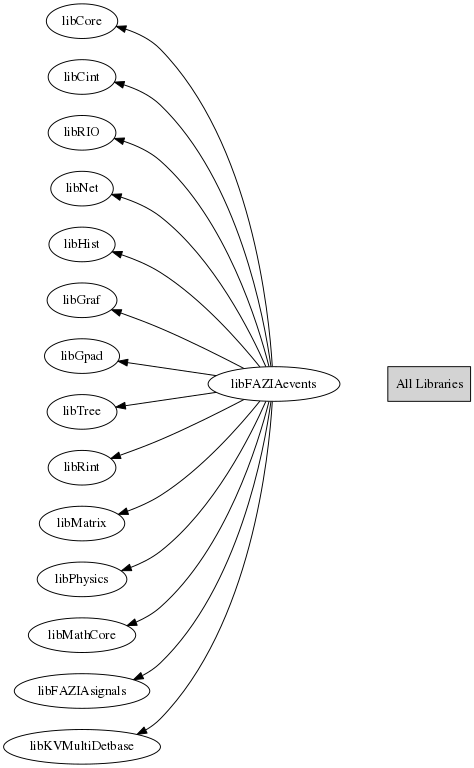 libCore
libCint
libRIO
libNet
libHist
libGraf
libGpad
libFAZIAevents
All Libraries
libTree
libRint
libMatrix
libPhysics
libMathCore
libFAZIAsignals
libKVMultiDetbase